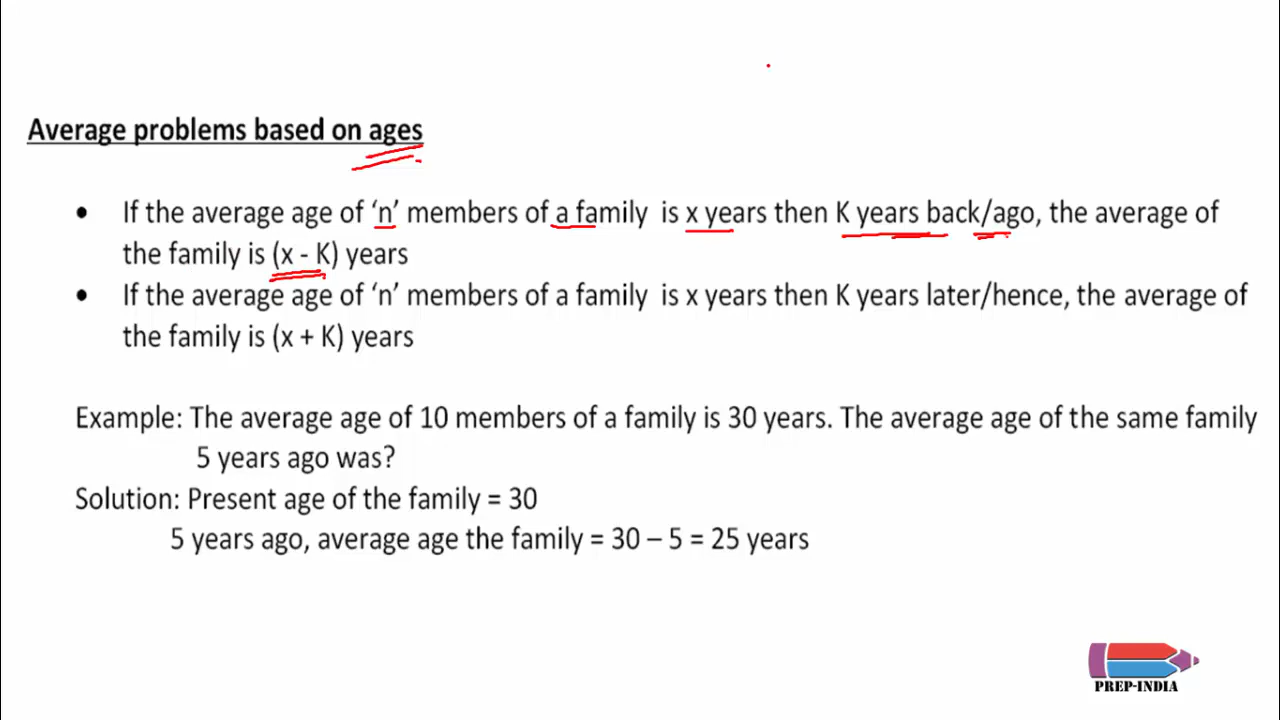 Average problems based on ages
• If the average age of ‘n’ members of a family is x years then K years back/ago, the average of
the family is (x - K) years
• If the average age of ‘n’ members of a family is x years then K years later/hence, the average of
the family is (x + K) years
Example: The average age of 10 members of a family is 30 years. The average age of the same family
5 years ago was?
Solution: Present age of the family = 30
5 years ago, average age the family = 30 – 5 = 25 years
PREP-INDIA